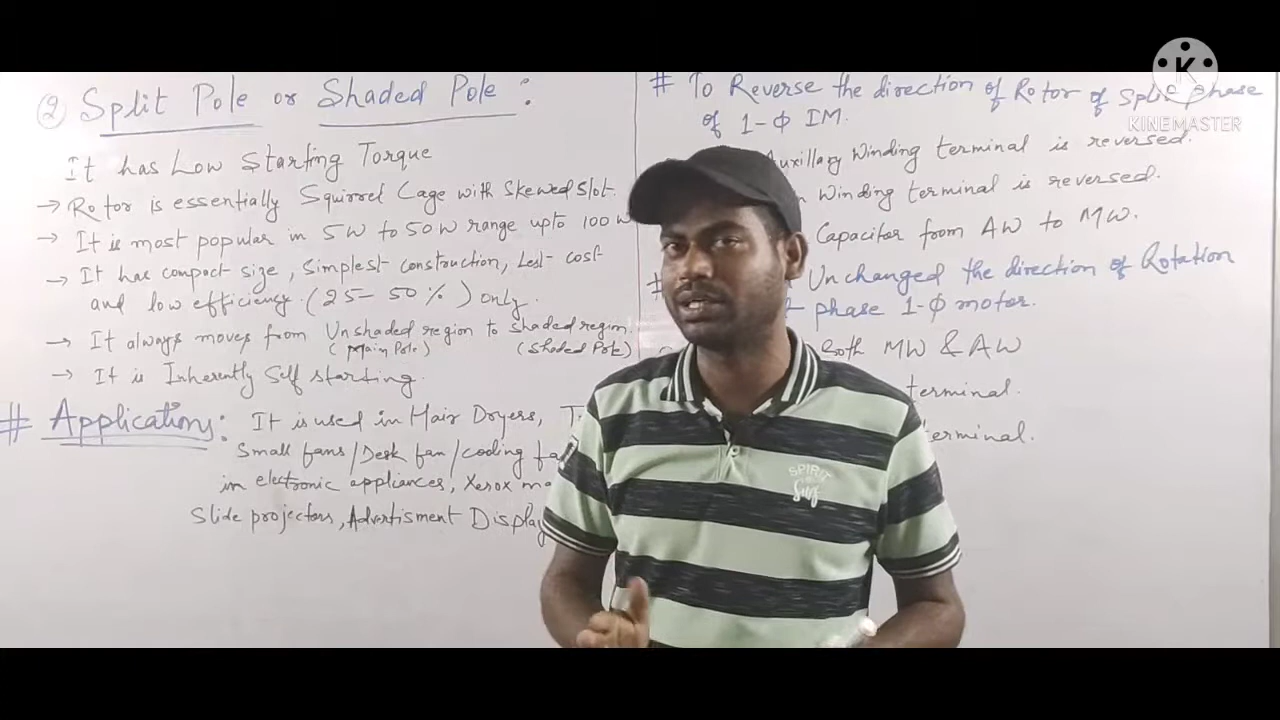 ② Split Pole or Shaded Pole :
It has Low Starting Torque
→ Rotor is essentially Squirrel Cage with Skewed Slot.
→ It is most popular in 5W to 50W range upto 100 W
→ It has compact size, Simplest construction, Lest cost
and low efficiency. (25 – 50 %) only.
→ It always moves from Unshaded region to shaded region.
(Main Pole) (Shaded Pole)
→ It is Inherently Self starting.
# Applications : It is used in Hair Dryers, T
Small fans/Desk fan/cooling fa
in electronic appliances, Xerox ma
Slide projectors, Advertisment Display
# To Reverse the direction of Rotor of Split phase
of 1-Φ IM.
Auxillary Winding terminal is reversed.
n Winding terminal is reversed.
Capacitor from AW to MW.
# Unchanged the direction of Rotation
phase 1-Φ motor.
Both MW & AW
terminal.
terminal.
SPIRIT
K
KINEMASTER